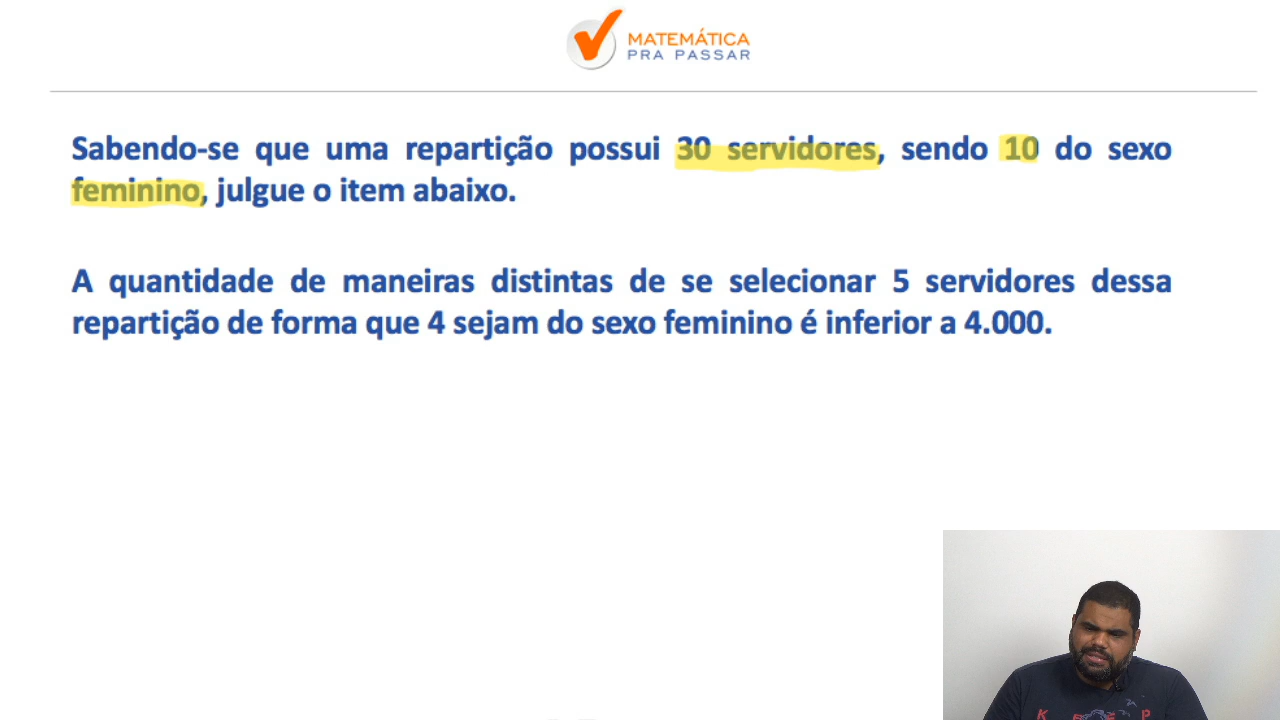 MATEMÁTICA
PRA PASSAR
Sabendo-se que uma repartição possui 30 servidores, sendo 10 do sexo
feminino, julgue o item abaixo.
A quantidade de maneiras distintas de se selecionar 5 servidores dessa
repartição de forma que 4 sejam do sexo feminino é inferior a 4.000.